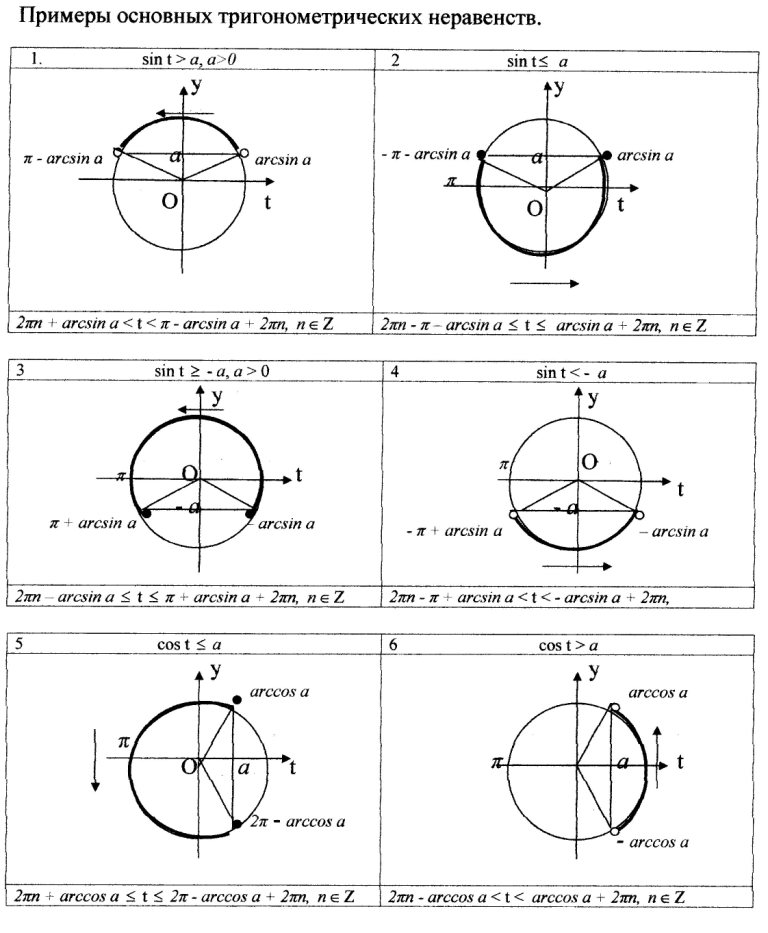 Примеры основных тригонометрических неравенств.
1. sin t > a, a>0
2 sin t ≤ a
y
π - arcsin a
a
arcsin a
O
t
y
- π - arcsin a
a
arcsin a
π
O
t
2πn + arcsin a < t < π - arcsin a + 2πn, n ∈ Z
2πn - π – arcsin a ≤ t ≤ arcsin a + 2πn, n ∈ Z
3 sin t ≥ - a, a > 0
4 sin t < - a
y
π
O
t
- a
π + arcsin a
– arcsin a
y
π
O
t
- a
- π + arcsin a
– arcsin a
2πn – arcsin a ≤ t ≤ π + arcsin a + 2πn, n ∈ Z
2πn - π + arcsin a < t < - arcsin a + 2πn,
5 cos t ≤ a
6 cos t > a
y
arccos a
π
O
a
t
2π - arccos a
y
arccos a
π
a
t
- arccos a
2πn + arccos a ≤ t ≤ 2π - arccos a + 2πn, n ∈ Z
2πn - arccos a < t < arccos a + 2πn, n ∈ Z